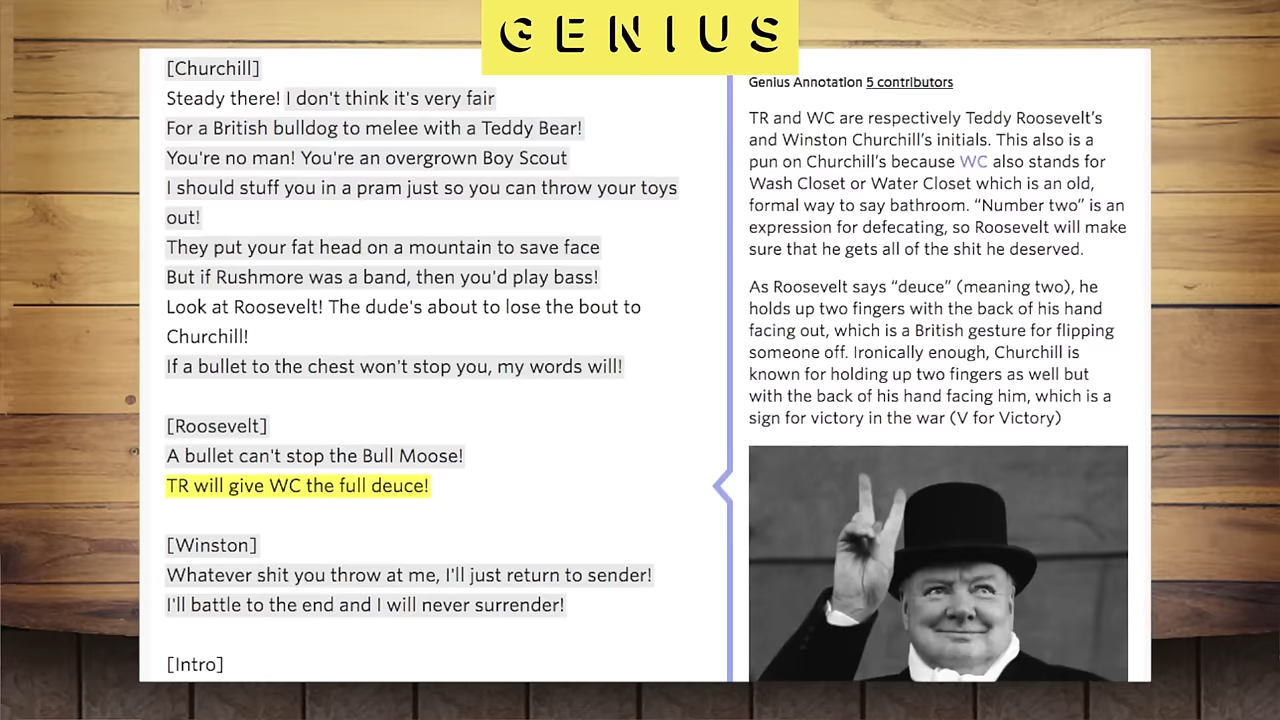 GENIUS
[Churchill]
Steady there! I don't think it's very fair
For a British bulldog to melee with a Teddy Bear!
You're no man! You're an overgrown Boy Scout
I should stuff you in a pram just so you can throw your toys
out!
They put your fat head on a mountain to save face
But if Rushmore was a band, then you'd play bass!
Look at Roosevelt! The dude's about to lose the bout to
Churchill!
If a bullet to the chest won't stop you, my words will!
[Roosevelt]
A bullet can't stop the Bull Moose!
TR will give WC the full deuce!
[Winston]
Whatever shit you throw at me, I'll just return to sender!
I'll battle to the end and I will never surrender!
[Intro]
Genius Annotation 5 contributors
TR and WC are respectively Teddy Roosevelt’s
and Winston Churchill’s initials. This also is a
pun on Churchill’s because WC also stands for
Wash Closet or Water Closet which is an old,
formal way to say bathroom. “Number two” is an
expression for defecating, so Roosevelt will make
sure that he gets all of the shit he deserved.
As Roosevelt says “deuce” (meaning two), he
holds up two fingers with the back of his hand
facing out, which is a British gesture for flipping
someone off. Ironically enough, Churchill is
known for holding up two fingers as well but
with the back of his hand facing him, which is a
sign for victory in the war (V for Victory)